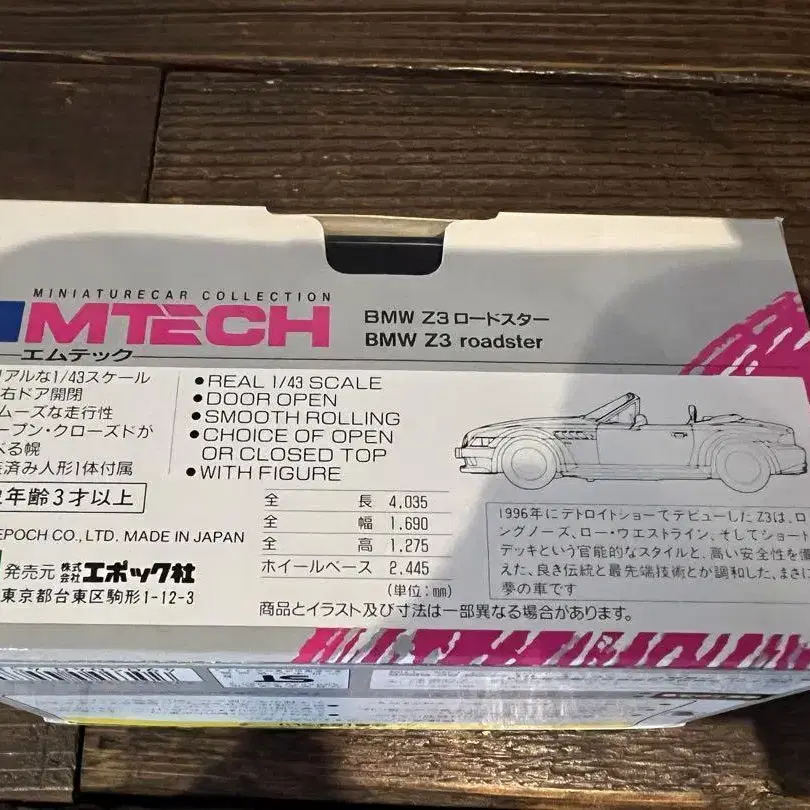 MINIATURECAR COLLECTION
MTECH
エムテック
BMW Z3ロードスター
BMW Z3 roadster
リアルな1/43スケール
右ドア開閉
ムーズな走行性
ープン・クローズドが
べる幌
済み人形1体付属
年齢3才以上
• REAL 1/43 SCALE
• DOOR OPEN
• SMOOTH ROLLING
• CHOICE OF OPEN
OR CLOSED TOP
• WITH FIGURE
EPOCH CO., LTD. MADE IN JAPAN
発売元 株式会社 エポック社
東京都台東区駒形1-12-3
全長 4,035
全幅 1,690
全高 1,275
ホイールベース 2,445
(単位:mm)
商品とイラスト及び寸法は一部異なる場合があります。
1996年にデトロイトショーでデビューしたZ3は、ロ
ングノーズ、ロー・ウエストライン、そしてショート
デッキという官能的なスタイルと、高い安全性を備
えた、良き伝統と最先端技術とが調和した、まさに
夢の車です
ST